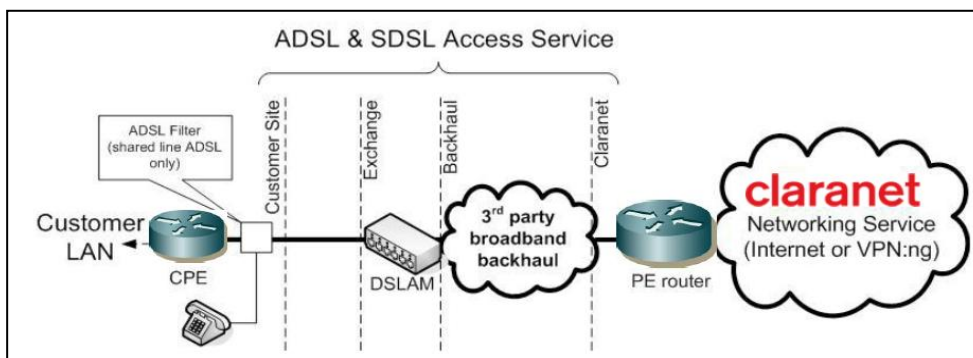 ADSL & SDSL Access Service
ADSL Filter
(shared line ADSL
only)
Customer Site
Exchange
Backhaul
Claranet
Customer
LAN
CPE
DSLAM
3rd party
broadband
backhaul
PE router
claranet
Networking Service
(Internet or VPN:ng)